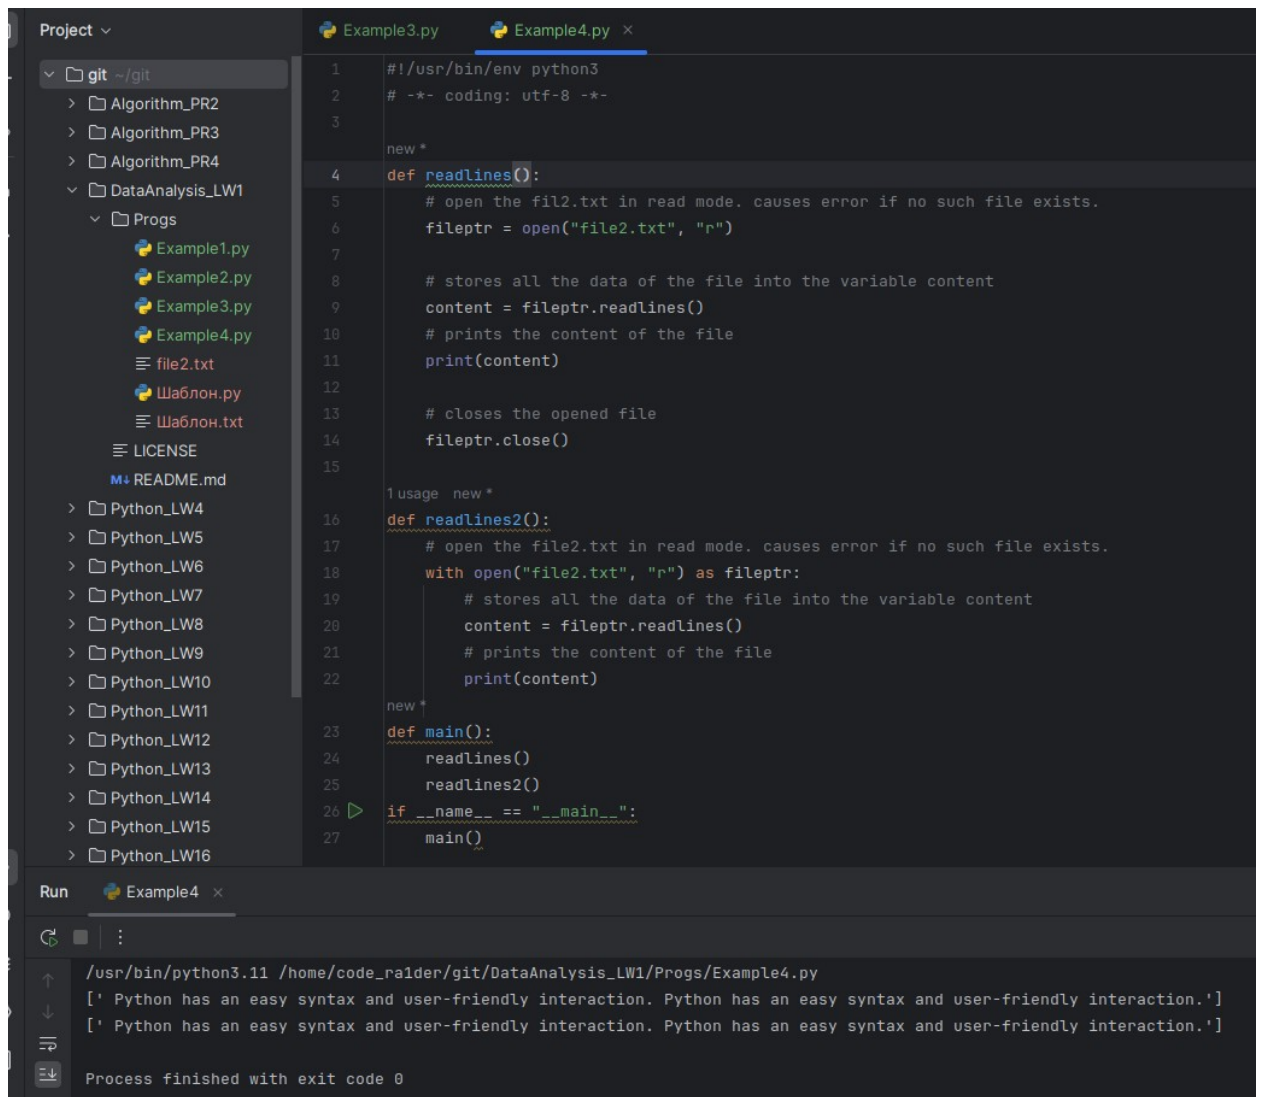 Project
git ~/git
Algorithm_PR2
Algorithm_PR3
Algorithm_PR4
DataAnalysis_LW1
Progs
Example1.py
Example2.py
Example3.py
Example4.py
file2.txt
Шаблон.py
Шаблон.txt
LICENSE
M↓ README.md
Python_LW4
Python_LW5
Python_LW6
Python_LW7
Python_LW8
Python_LW9
Python_LW10
Python_LW11
Python_LW12
Python_LW13
Python_LW14
Python_LW15
Python_LW16
Example3.py Example4.py ×
1 #!/usr/bin/env python3
2 # -*- coding: utf-8 -*-
3
new *
4 def readlines():
5 # open the fil2.txt in read mode. causes error if no such file exists.
6 fileptr = open("file2.txt", "r")
7
8 # stores all the data of the file into the variable content
9 content = fileptr.readlines()
10 # prints the content of the file
11 print(content)
12
13 # closes the opened file
14 fileptr.close()
15
1 usage new *
16 def readlines2():
17 # open the file2.txt in read mode. causes error if no such file exists.
18 with open("file2.txt", "r") as fileptr:
19 # stores all the data of the file into the variable content
20 content = fileptr.readlines()
21 # prints the content of the file
22 print(content)
new *
23 def main():
24 readlines()
25 readlines2()
26 if __name__ == "__main__":
27 main()
Run Example4 ×
/usr/bin/python3.11 /home/code_ra1der/git/DataAnalysis_LW1/Progs/Example4.py
[' Python has an easy syntax and user-friendly interaction. Python has an easy syntax and user-friendly interaction.']
[' Python has an easy syntax and user-friendly interaction. Python has an easy syntax and user-friendly interaction.']
Process finished with exit code 0